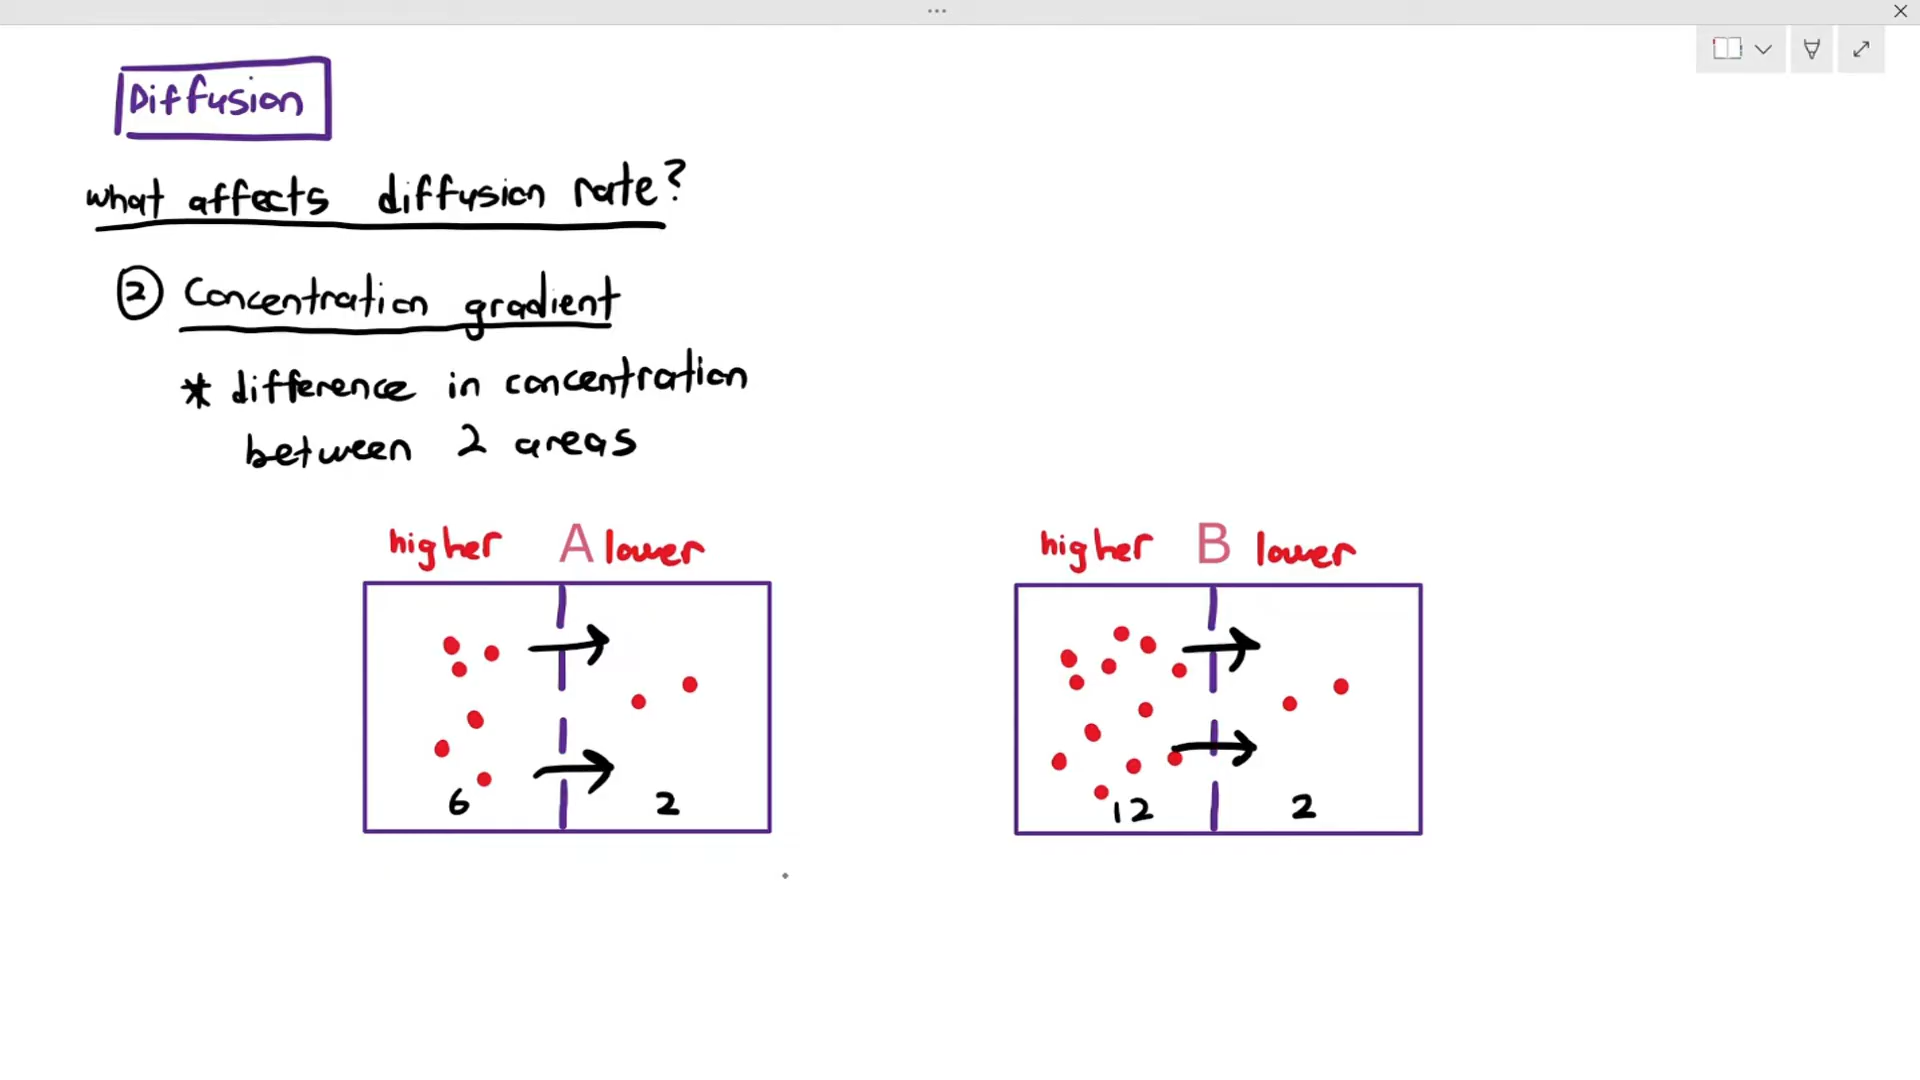 Diffusion
what affects diffusion rate?
② Concentration gradient
* difference in concentration
between 2 areas
higher A lower
higher B lower
6 2
12 2